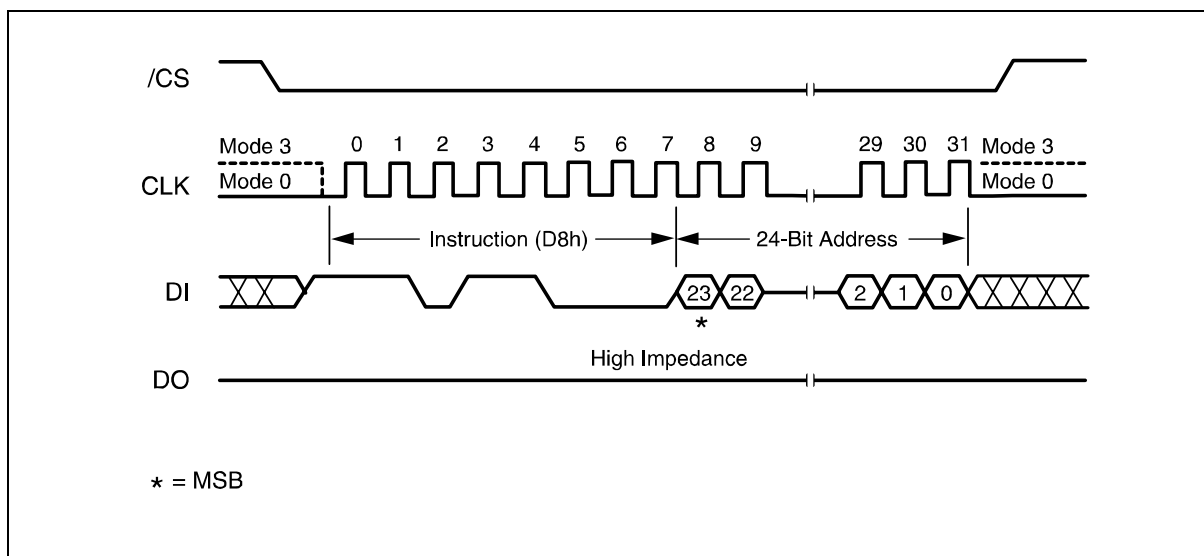 /CS
Mode 3
0 1 2 3 4 5 6 7 8 9 29 30 31
Mode 3
CLK
Mode 0
Mode 0
Instruction (D8h)
24-Bit Address
DI
23 22 2 1 0
*
High Impedance
DO
* = MSB